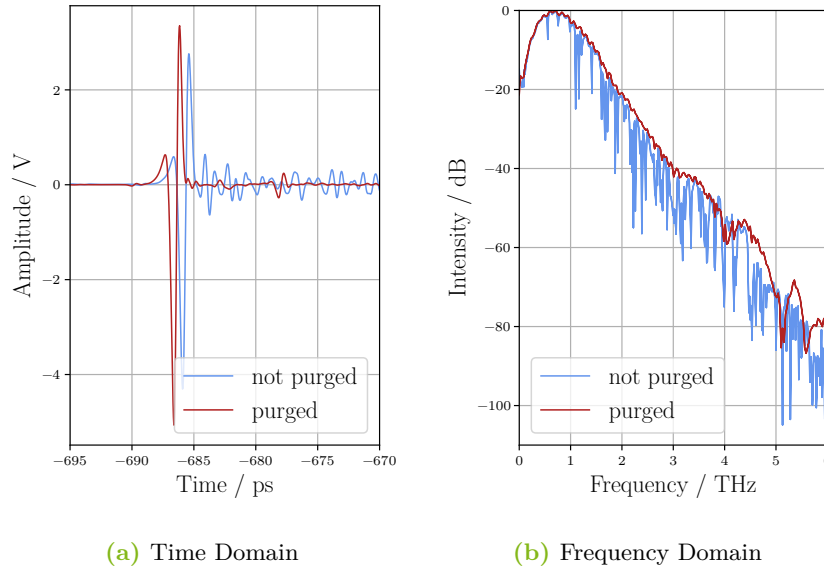 2
0
−2
−4
Amplitude / V
not purged
purged
−695 −690 −685 −680 −675 −670
Time / ps
(a) Time Domain
0
−20
−40
−60
−80
−100
Intensity / dB
not purged
purged
0 1 2 3 4 5
Frequency / THz
(b) Frequency Domain